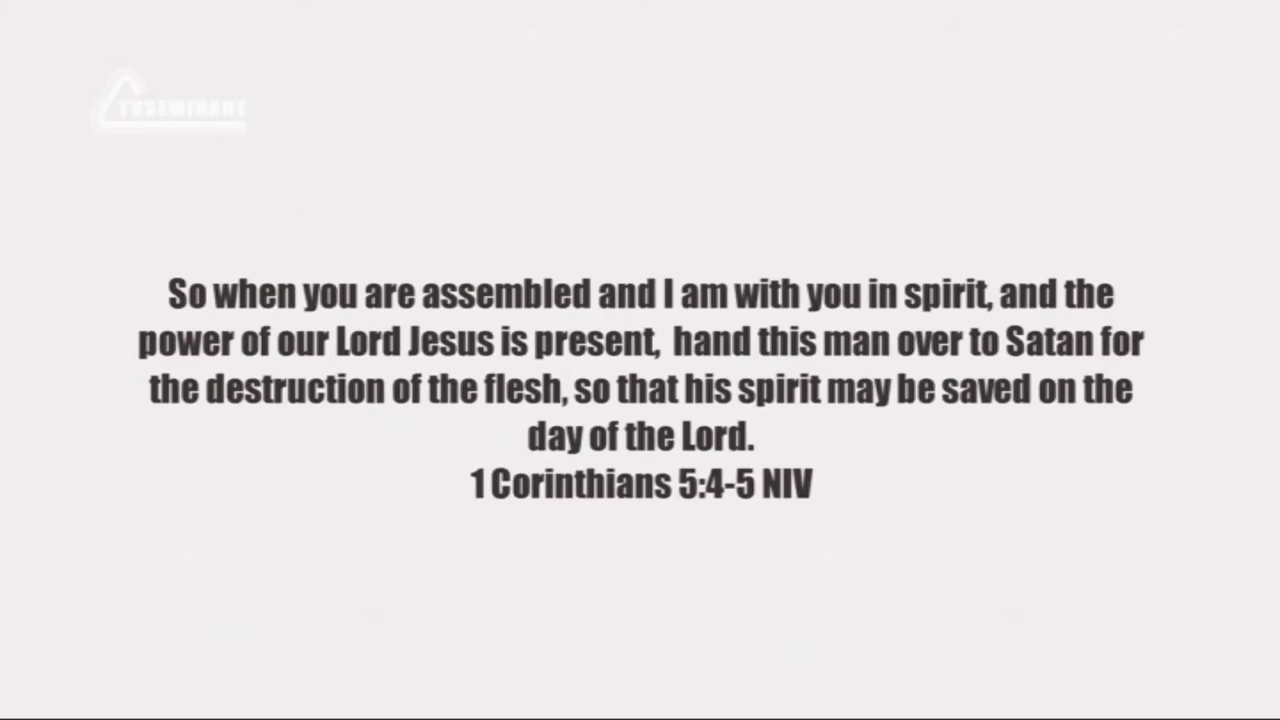 TVSEMINARY
So when you are assembled and I am with you in spirit, and the
power of our Lord Jesus is present,  hand this man over to Satan for
the destruction of the flesh, so that his spirit may be saved on the
day of the Lord.
1 Corinthians 5:4-5 NIV